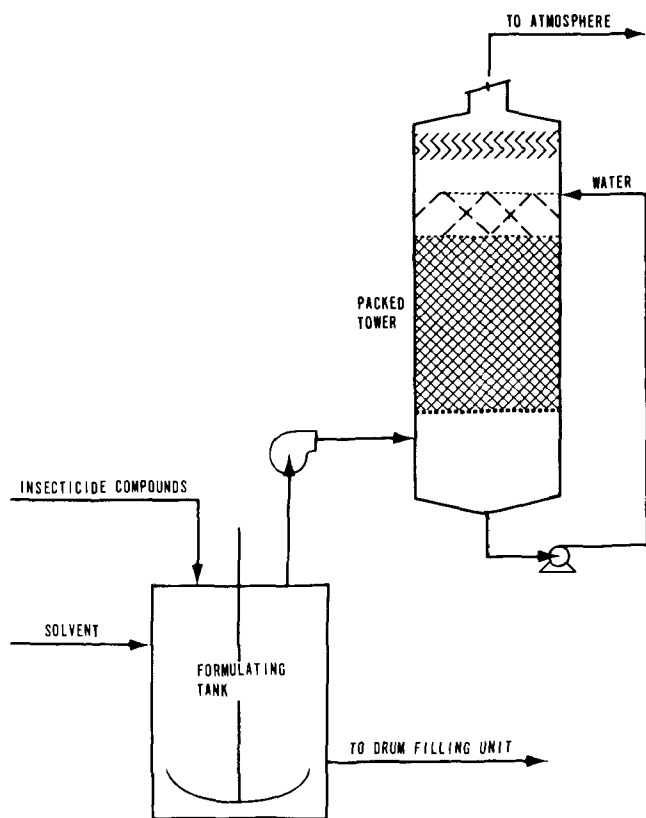 TO ATMOSPHERE
WATER
PACKED
TOWER
INSECTICIDE COMPOUNDS
SOLVENT
FORMULATING
TANK
TO DRUM FILLING UNIT